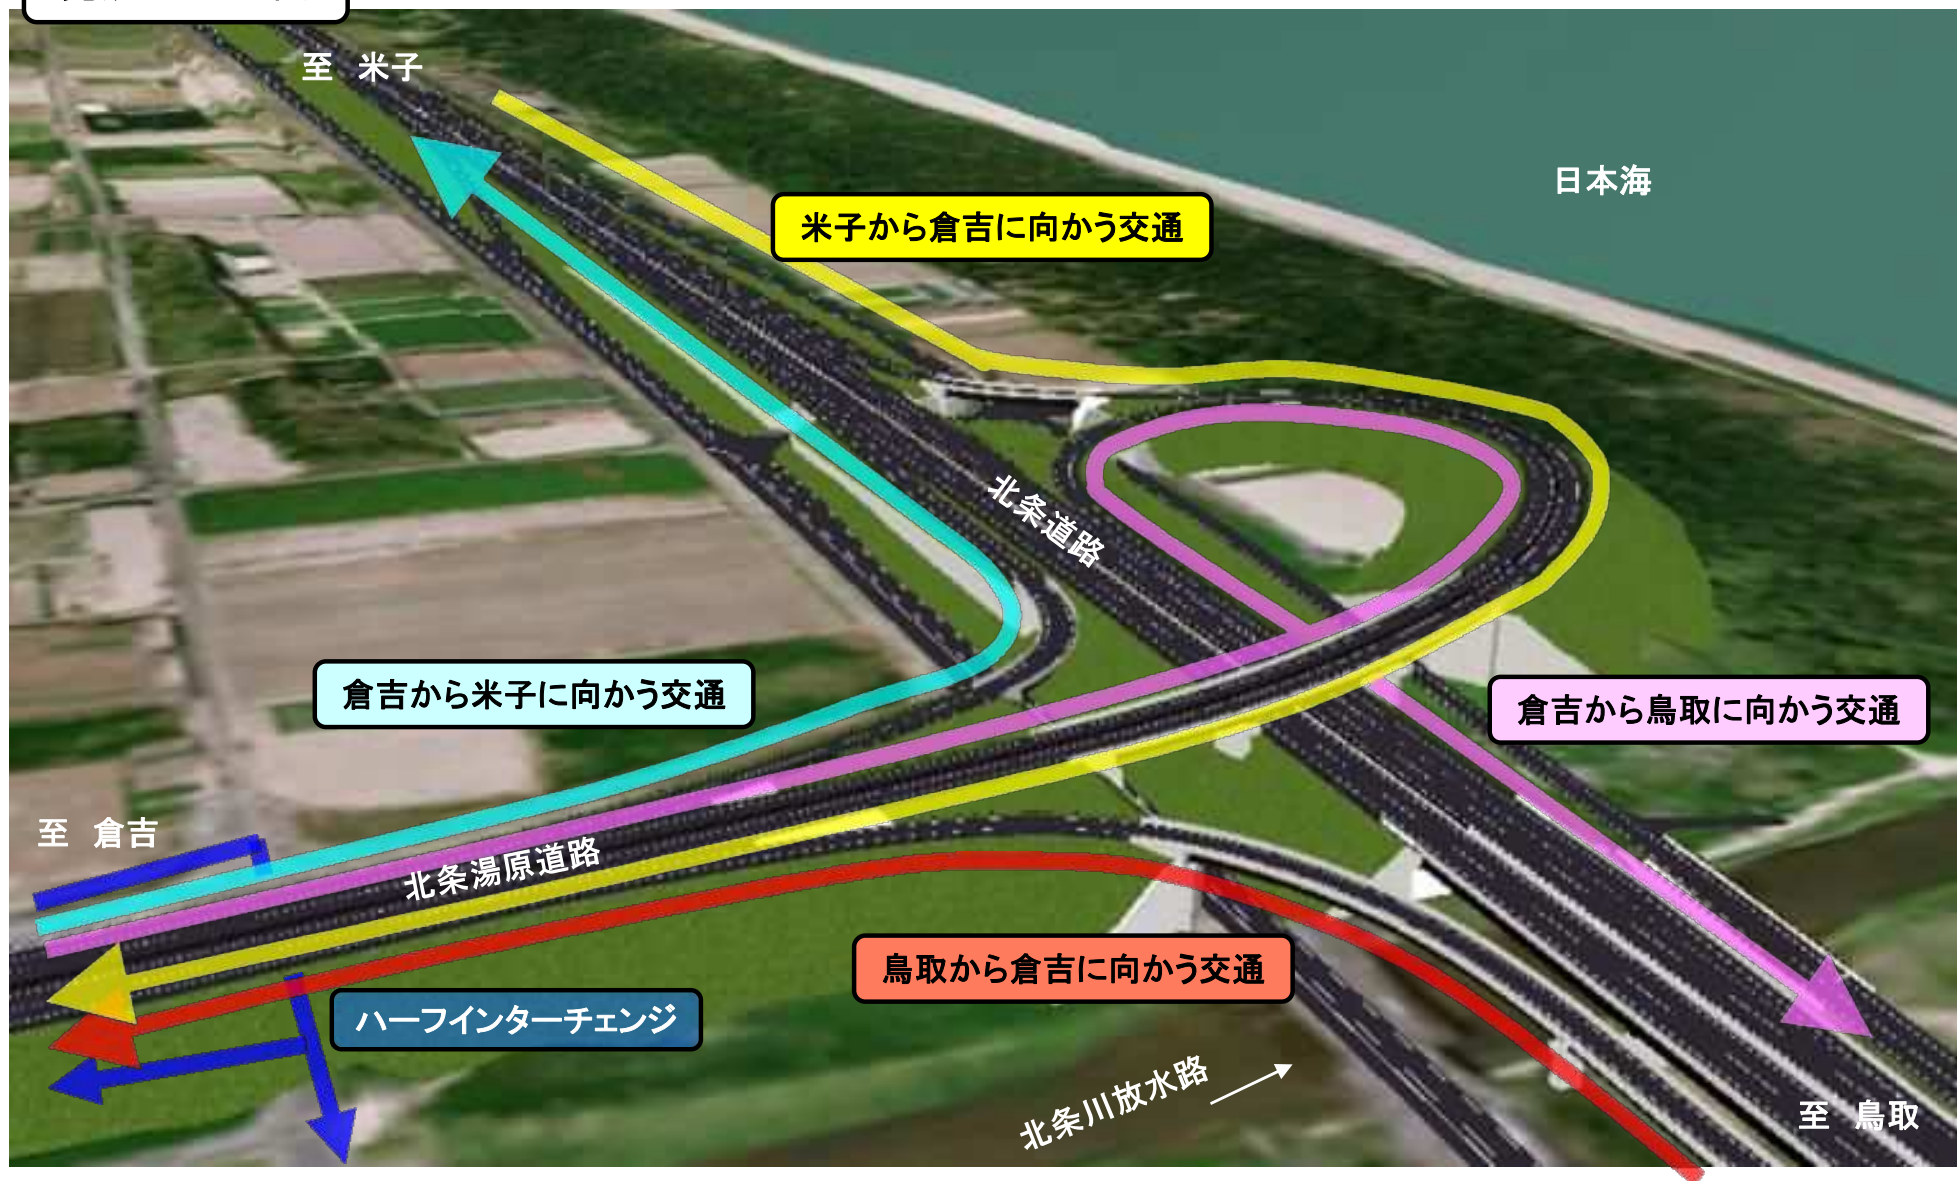 至 米子
日本海
米子から倉吉に向かう交通
北条道路
倉吉から米子に向かう交通
倉吉から鳥取に向かう交通
至 倉吉
北条湯原道路
鳥取から倉吉に向かう交通
ハーフインターチェンジ
北条川放水路
至 鳥取